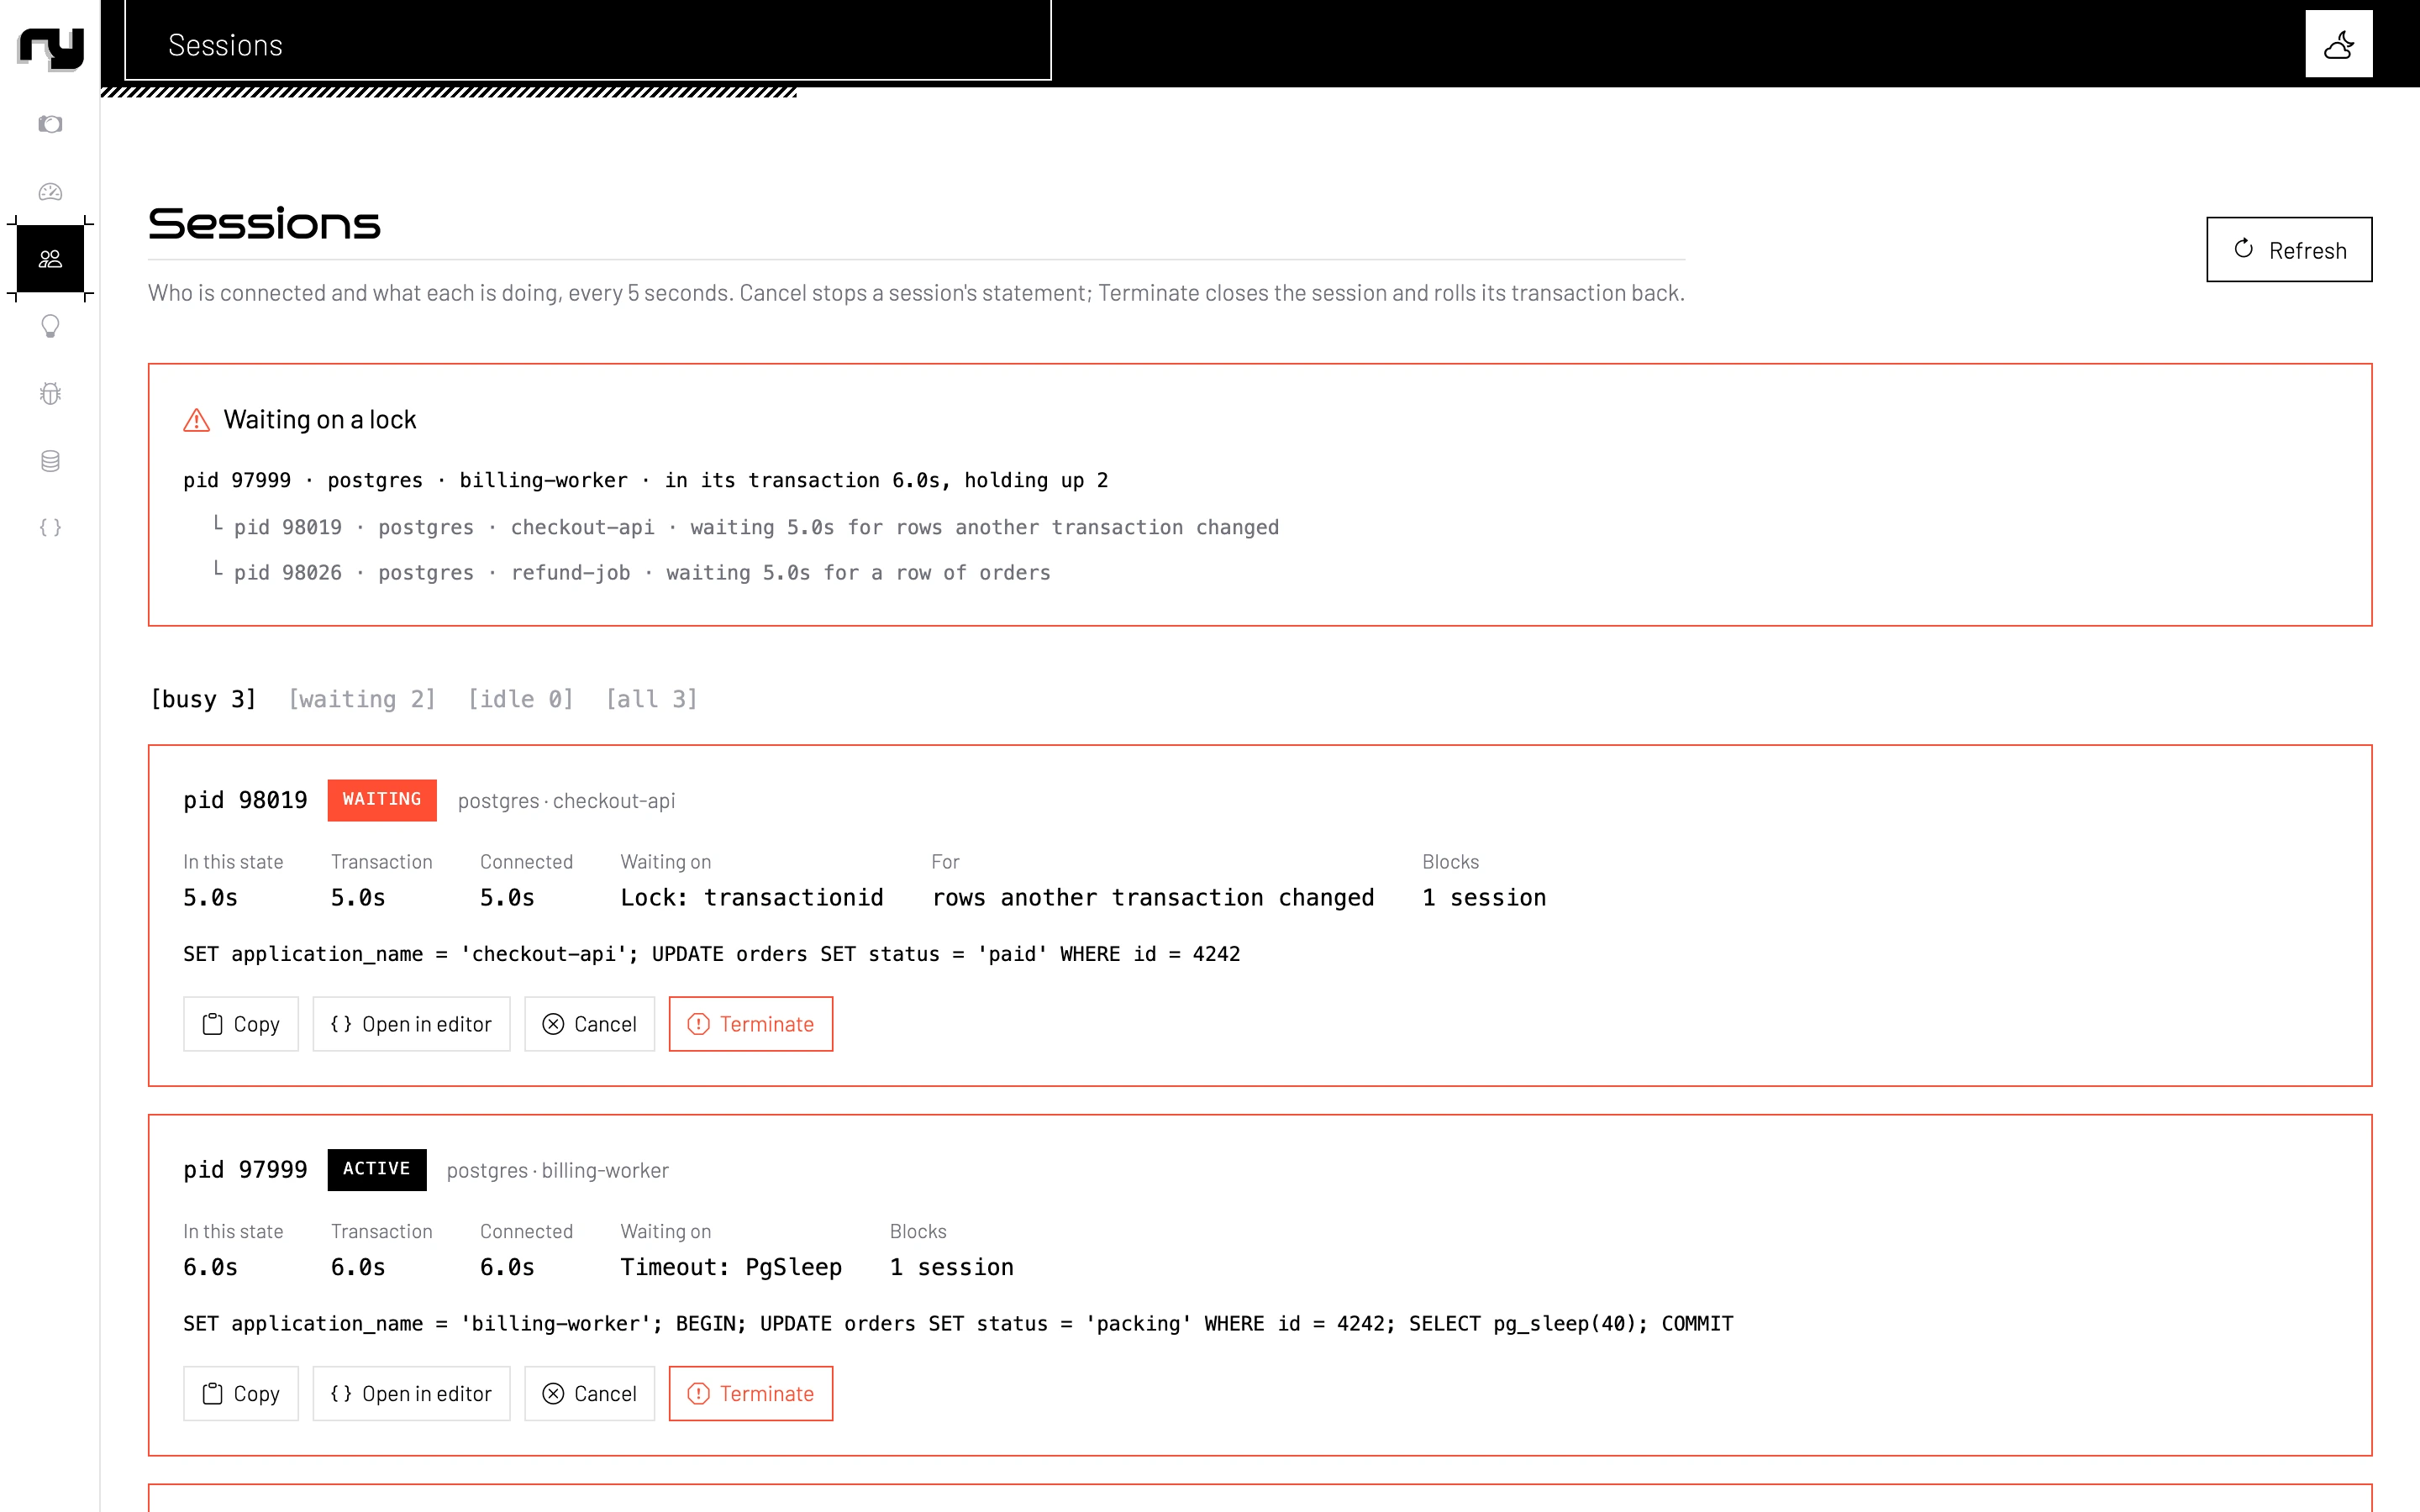 ry
Sessions
Sessions
Refresh
Who is connected and what each is doing, every 5 seconds. Cancel stops a session's statement; Terminate closes the session and rolls its transaction back.
Waiting on a lock
pid 97999 · postgres · billing-worker · in its transaction 6.0s, holding up 2
└ pid 98019 · postgres · checkout-api · waiting 5.0s for rows another transaction changed
└ pid 98026 · postgres · refund-job · waiting 5.0s for a row of orders
[busy 3] [waiting 2] [idle 0] [all 3]
pid 98019 WAITING postgres · checkout-api
In this state Transaction Connected Waiting on For Blocks
5.0s 5.0s 5.0s Lock: transactionid rows another transaction changed 1 session
SET application_name = 'checkout-api'; UPDATE orders SET status = 'paid' WHERE id = 4242
Copy {} Open in editor Cancel Terminate
pid 97999 ACTIVE postgres · billing-worker
In this state Transaction Connected Waiting on Blocks
6.0s 6.0s 6.0s Timeout: PgSleep 1 session
SET application_name = 'billing-worker'; BEGIN; UPDATE orders SET status = 'packing' WHERE id = 4242; SELECT pg_sleep(40); COMMIT
Copy {} Open in editor Cancel Terminate